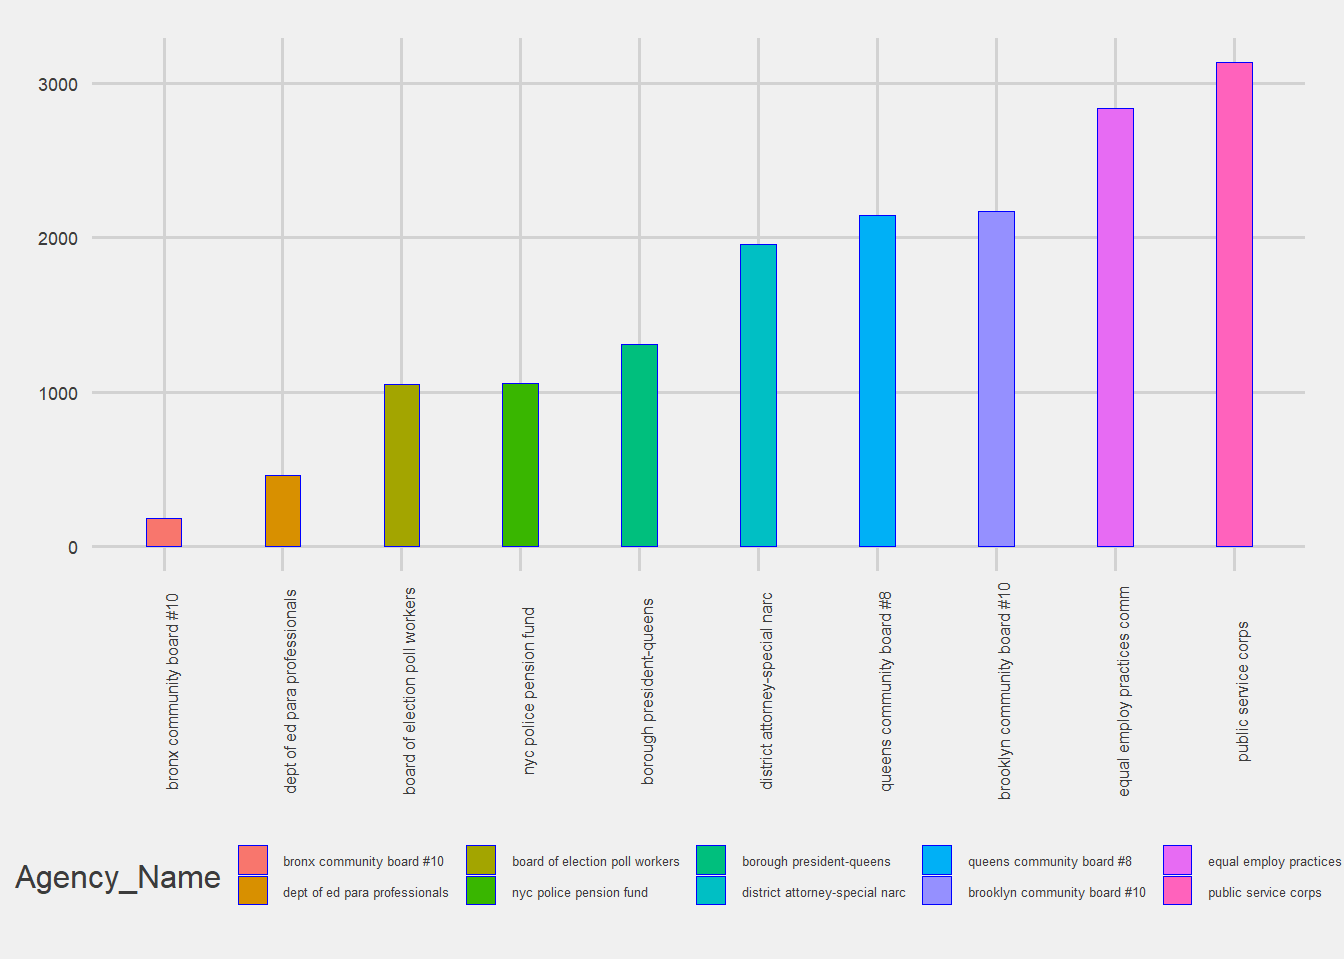 3000
2000
1000
0
bronx community board #10
dept of ed para professionals
board of election poll workers
nyc police pension fund
borough president-queens
district attorney-special narc
queens community board #8
brooklyn community board #10
equal employ practices comm
public service corps
Agency_Name
bronx community board #10
dept of ed para professionals
board of election poll workers
nyc police pension fund
borough president-queens
district attorney-special narc
queens community board #8
brooklyn community board #10
equal employ practices
public service corps